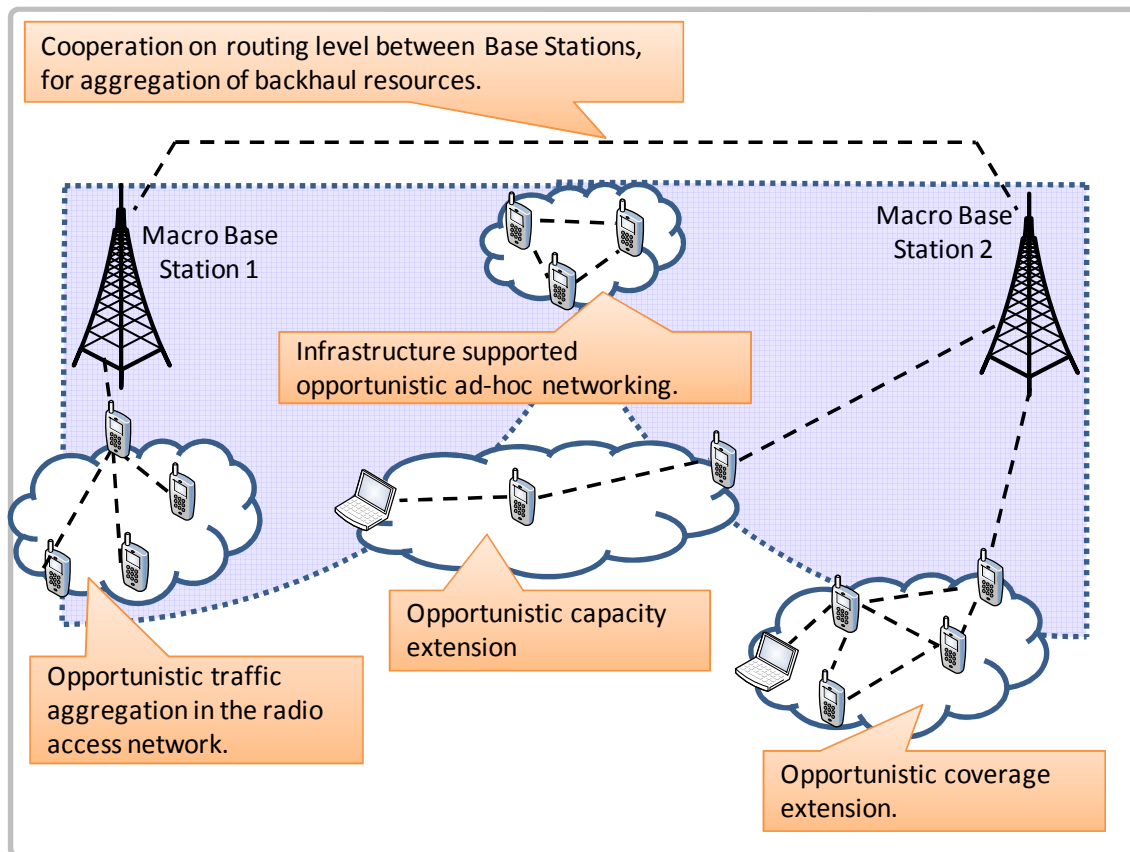 Cooperation on routing level between Base Stations,
for aggregation of backhaul resources.
Macro Base
Station 1
Macro Base
Station 2
Infrastructure supported
opportunistic ad-hoc networking.
Opportunistic capacity
extension
Opportunistic traffic
aggregation in the radio
access network.
Opportunistic coverage
extension.